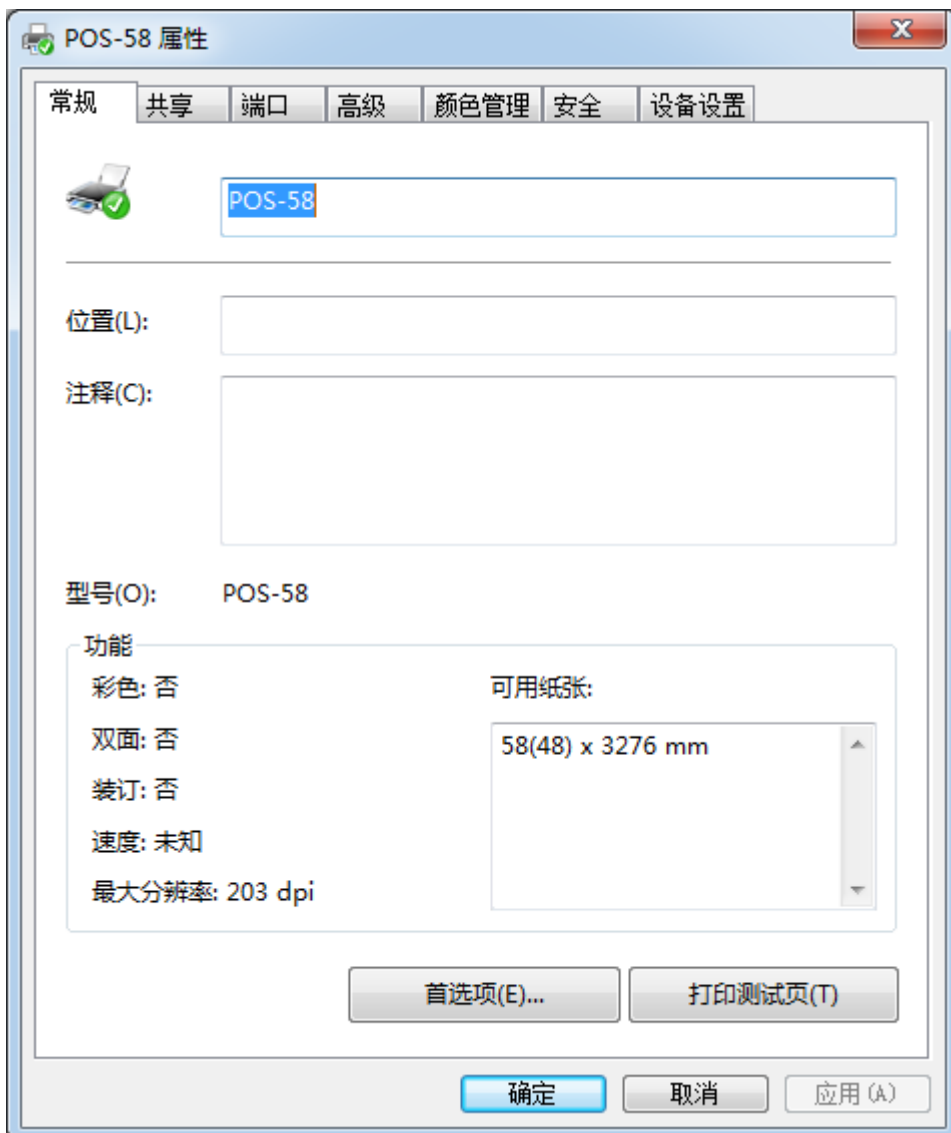 POS-58 属性
常规 共享 端口 高级 颜色管理 安全 设备设置
POS-58
位置(L):
注释(C):
型号(O): POS-58
功能
彩色: 否 可用纸张:
双面: 否 58(48) x 3276 mm
装订: 否
速度: 未知
最大分辨率: 203 dpi
首选项(E)... 打印测试页(T)
确定 取消 应用(A)